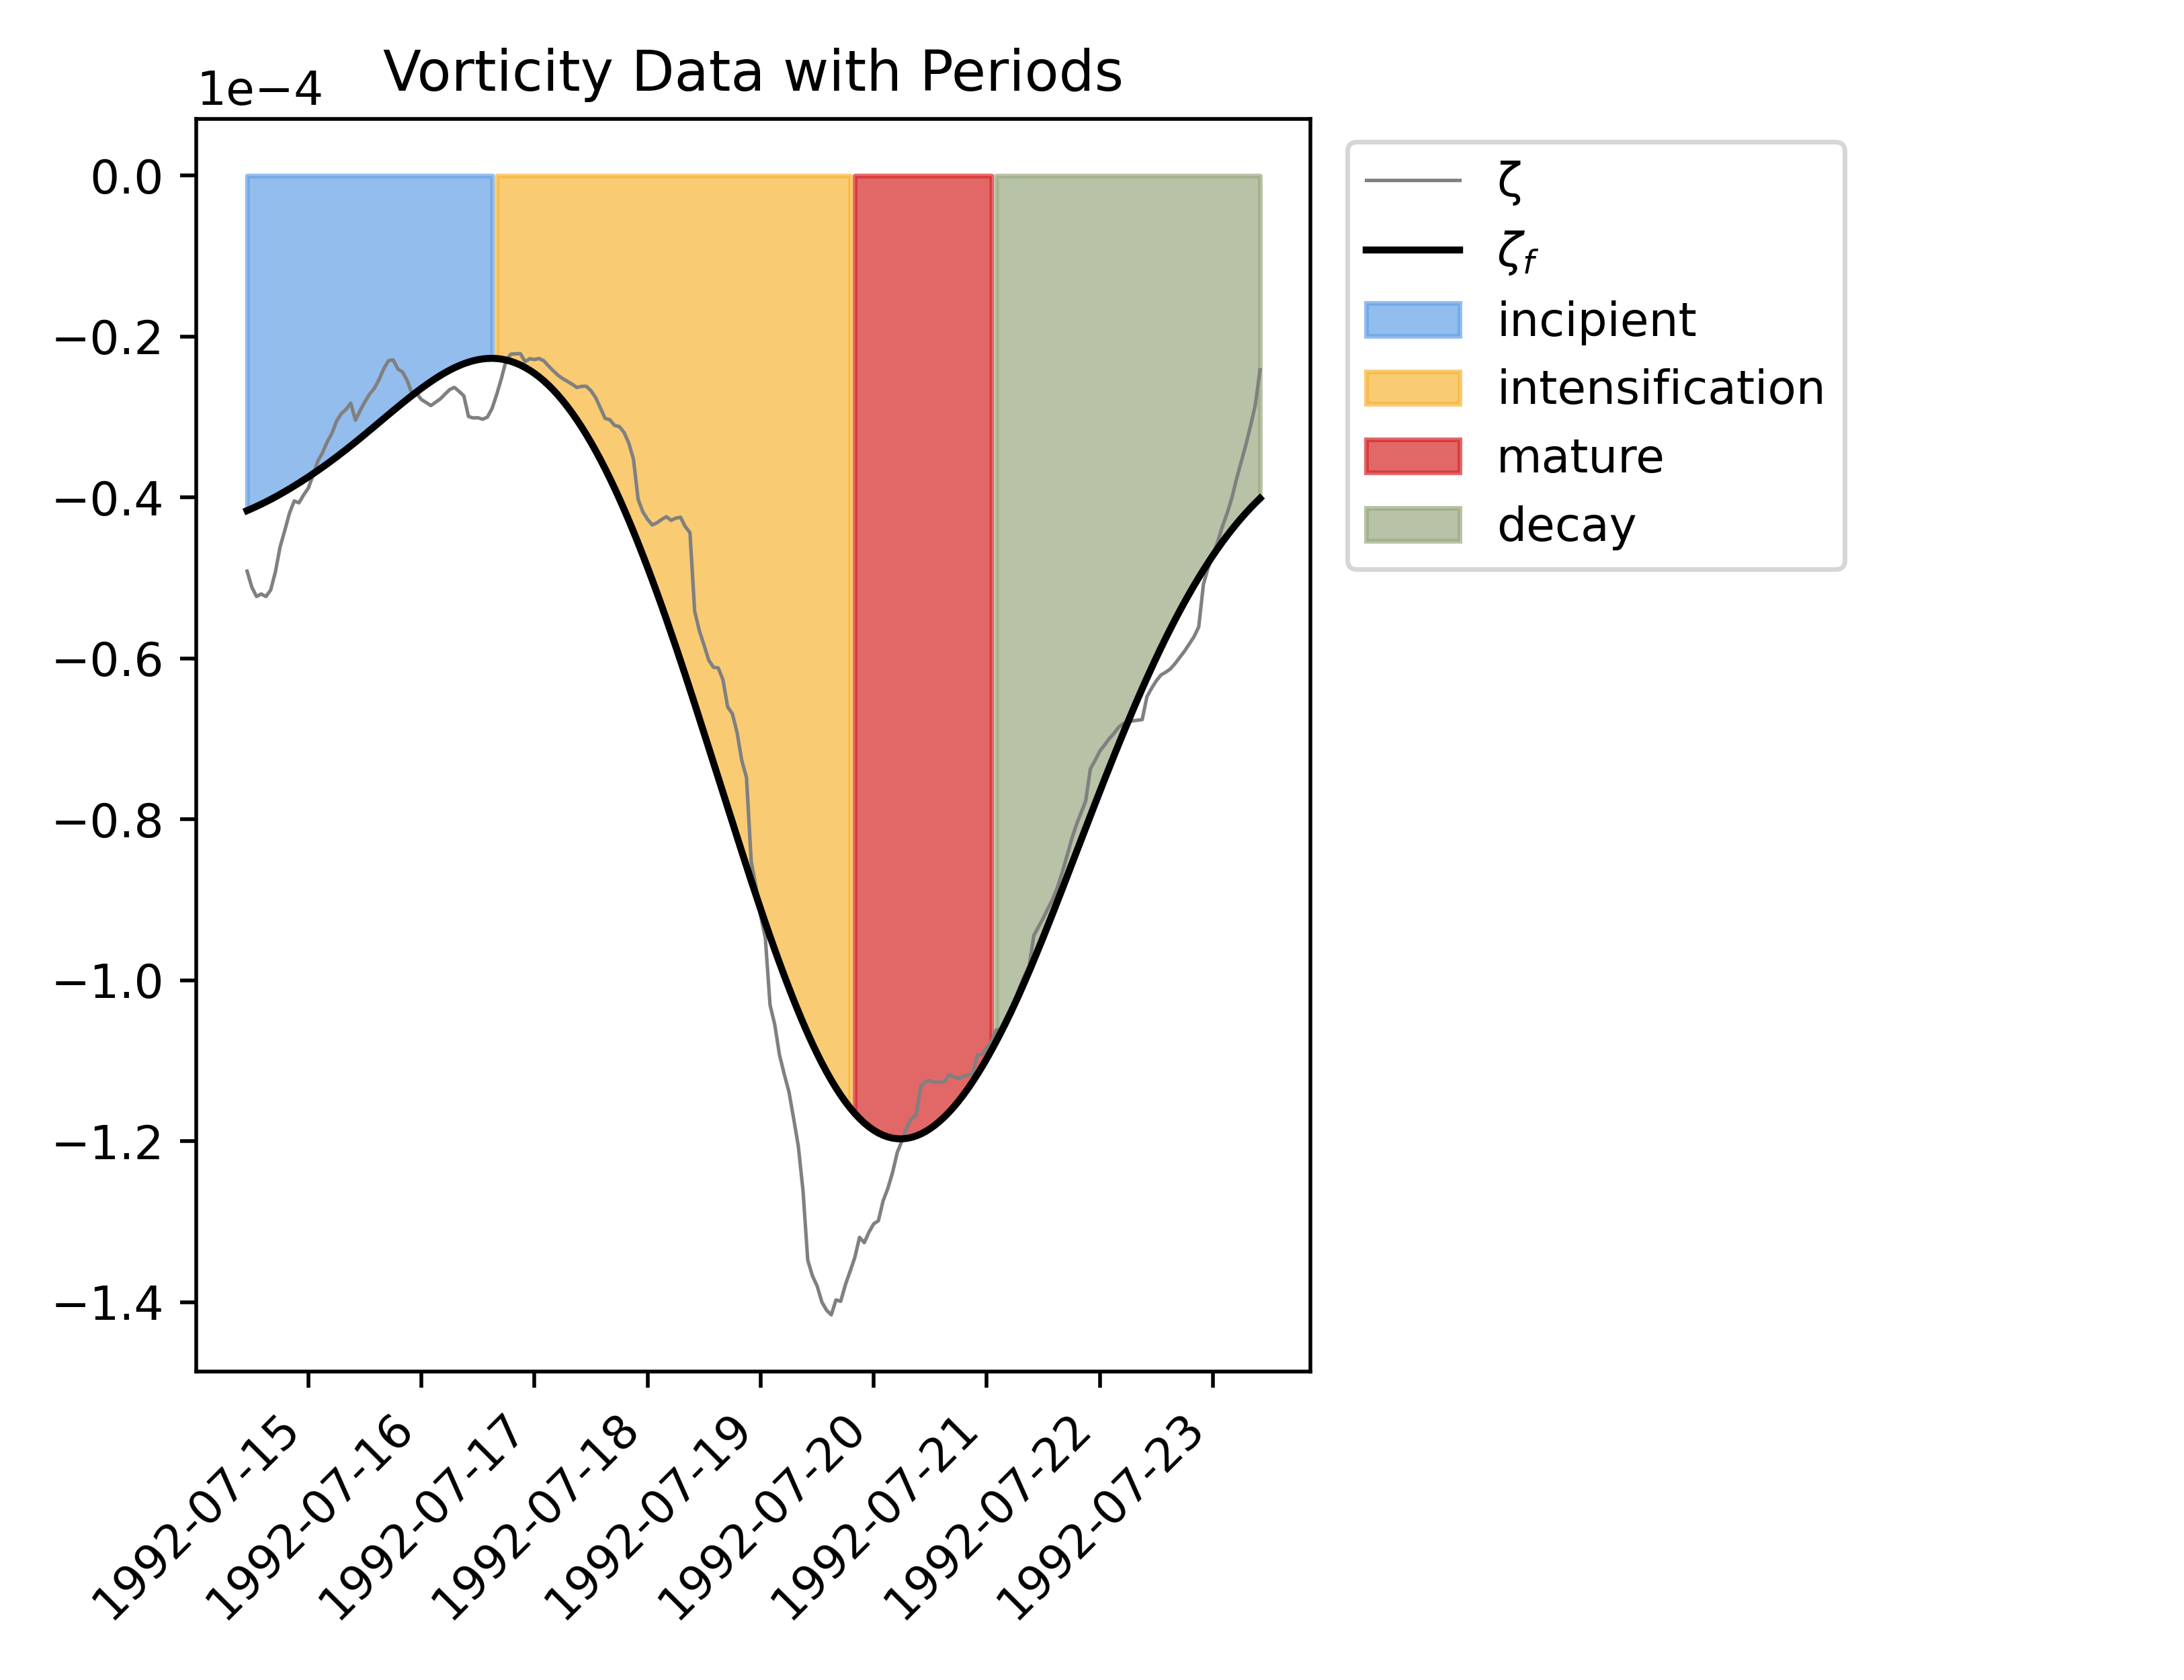 Vorticity Data with Periods
1e−4
0.0
−0.2
−0.4
−0.6
−0.8
−1.0
−1.2
−1.4
1992-07-15
1992-07-16
1992-07-17
1992-07-18
1992-07-19
1992-07-20
1992-07-21
1992-07-22
1992-07-23
ζ
ζf
incipient
intensification
mature
decay